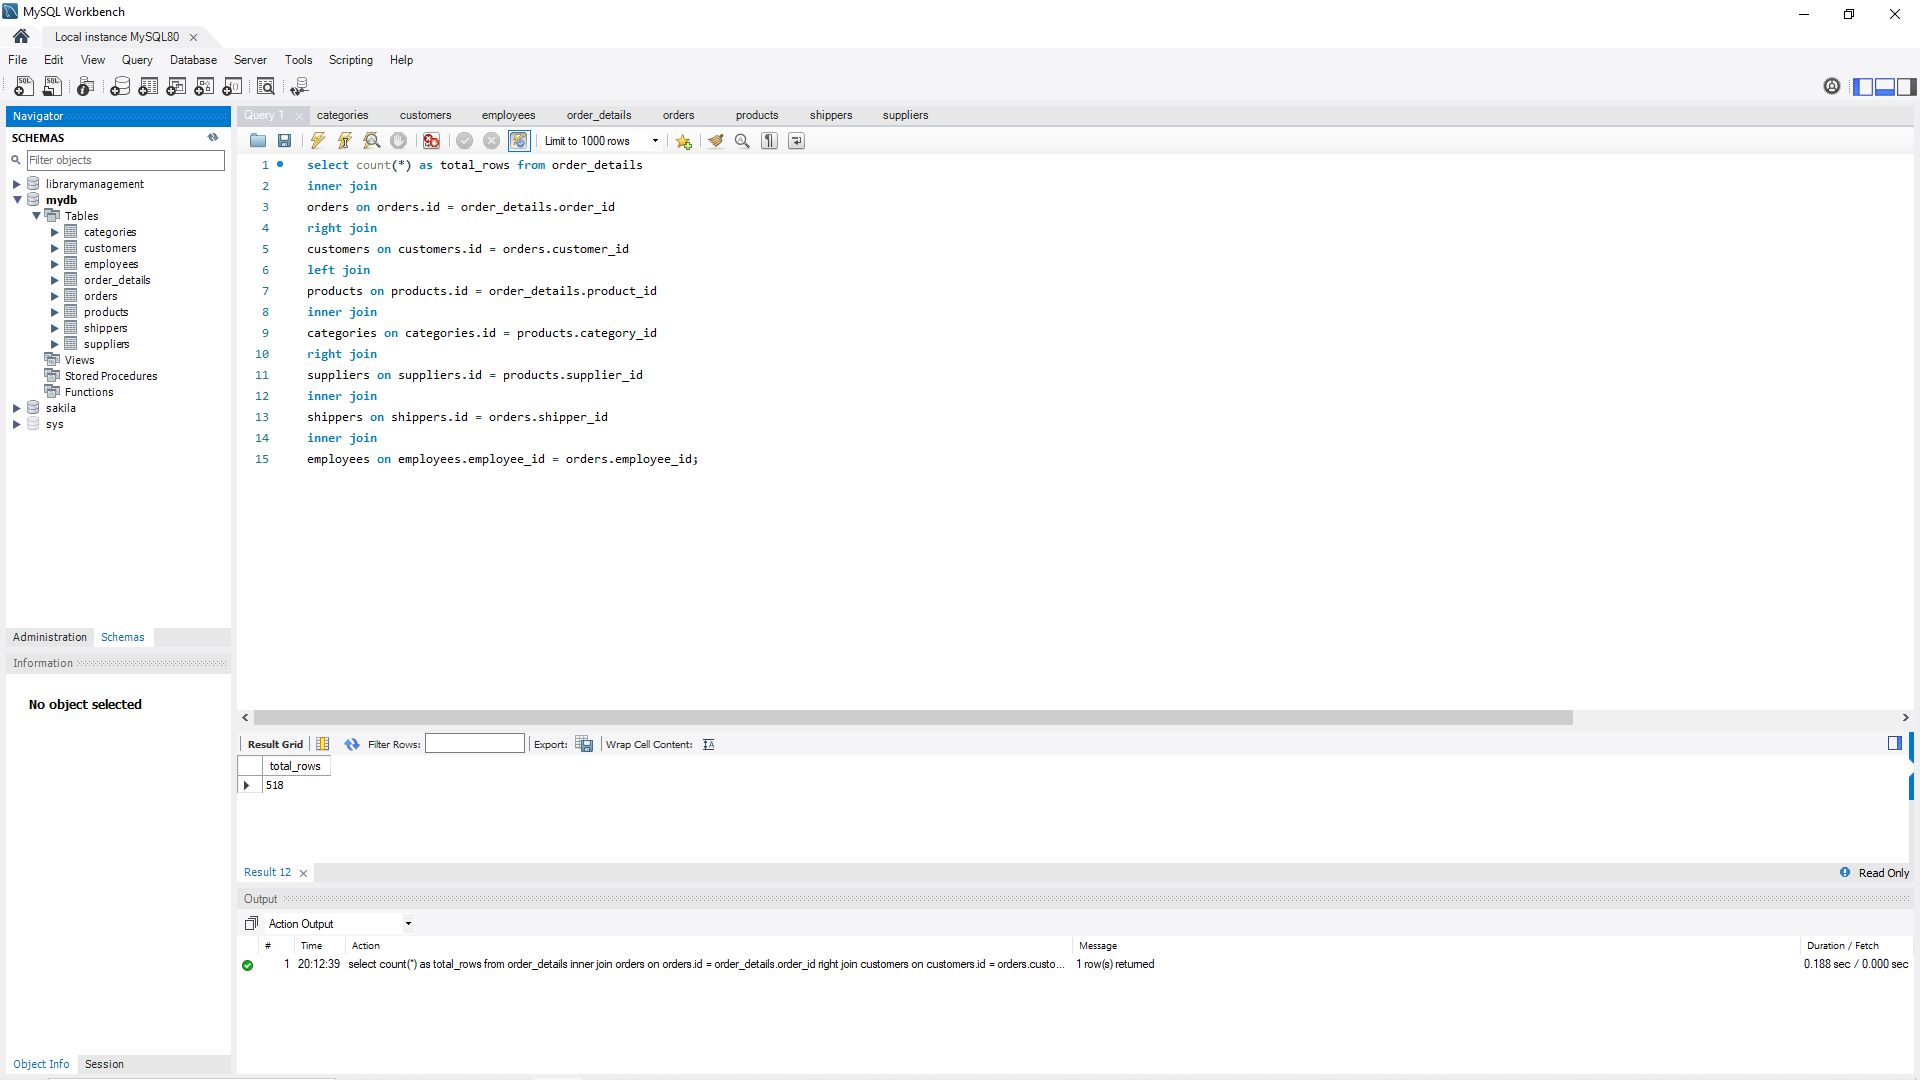 MySQL Workbench
Local instance MySQL80
File Edit View Query Database Server Tools Scripting Help
Navigator
SCHEMAS
Filter objects
librarymanagement
mydb
Tables
categories
customers
employees
order_details
orders
products
shippers
suppliers
Views
Stored Procedures
Functions
sakila
sys
Administration Schemas
Information
No object selected
Object Info Session
Query 1 categories customers employees order_details orders products shippers suppliers
Limit to 1000 rows
1 select count(*) as total_rows from order_details
2 inner join
3 orders on orders.id = order_details.order_id
4 right join
5 customers on customers.id = orders.customer_id
6 left join
7 products on products.id = order_details.product_id
8 inner join
9 categories on categories.id = products.category_id
10 right join
11 suppliers on suppliers.id = products.supplier_id
12 inner join
13 shippers on shippers.id = orders.shipper_id
14 inner join
15 employees on employees.employee_id = orders.employee_id;
Result Grid Filter Rows: Export: Wrap Cell Content:
total_rows
518
Result 12 Read Only
Output
Action Output
# Time Action Message Duration / Fetch
1 20:12:39 select count(*) as total_rows from order_details inner join orders on orders.id = order_details.order_id right join customers on customers.id = orders.custo... 1 row(s) returned 0.188 sec / 0.000 sec